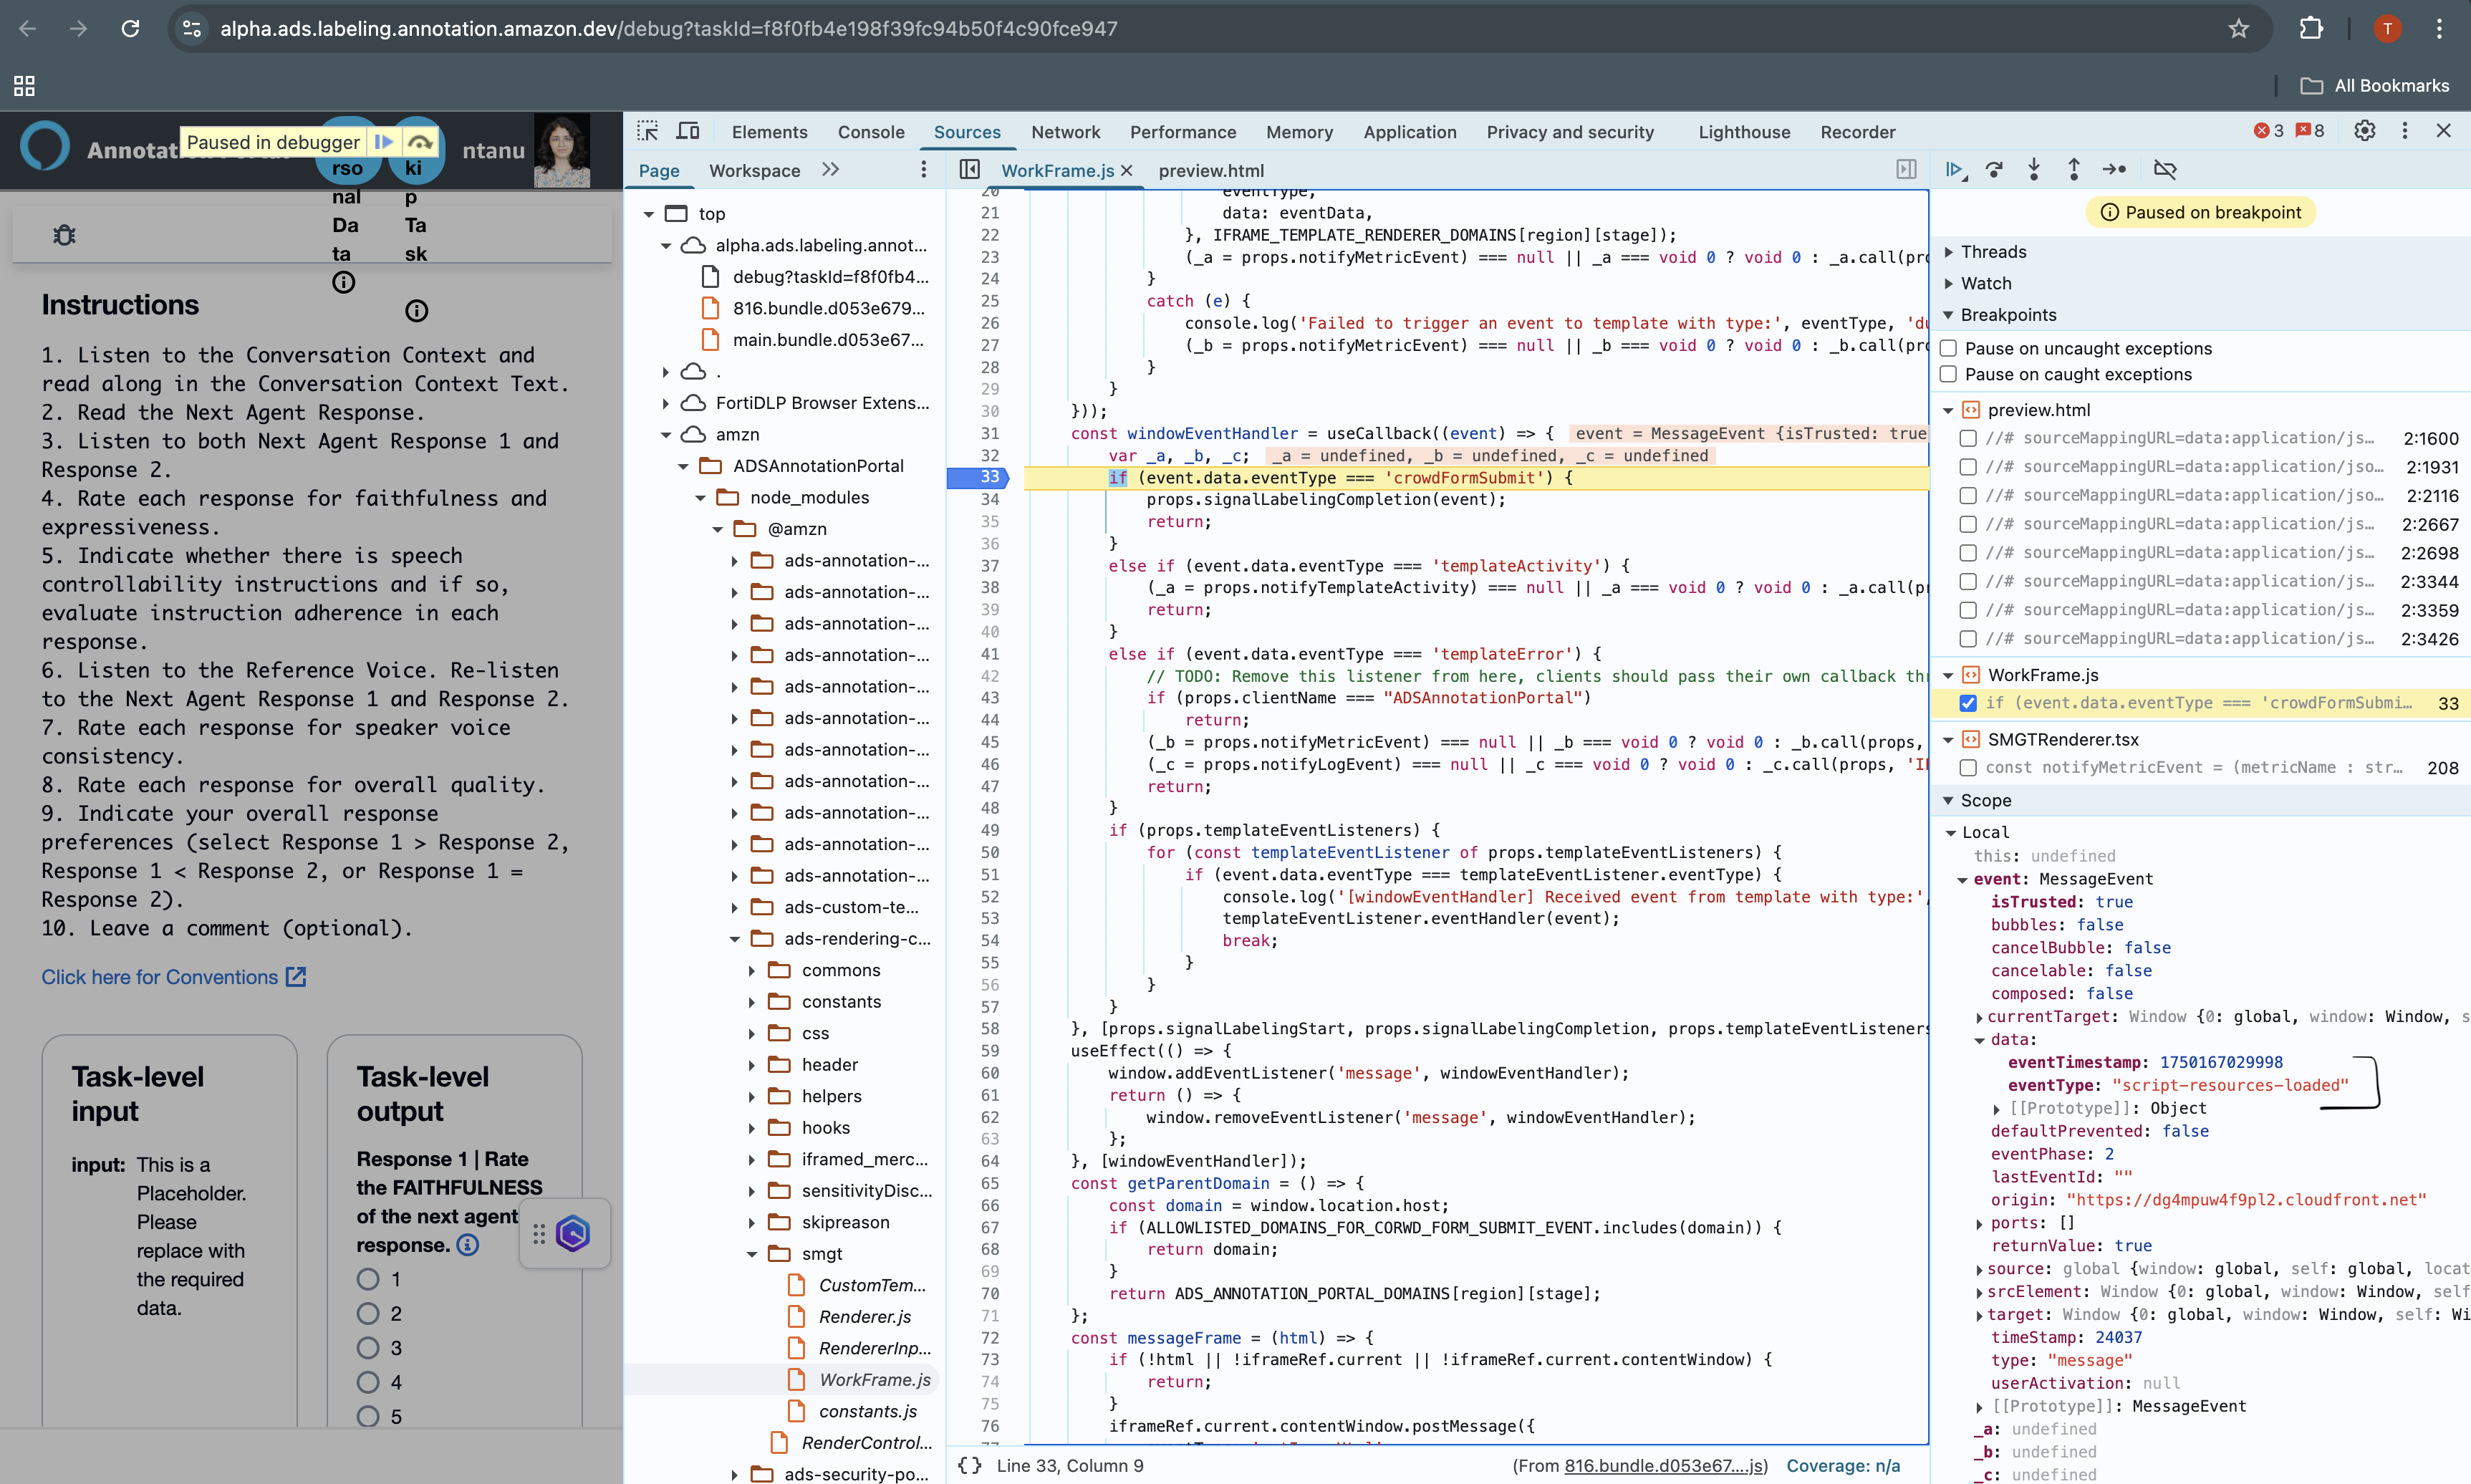 alpha.ads.labeling.annotation.amazon.dev/debug?taskId=f8f0fb4e198f39fc94b50f4c90fce947
T
All Bookmarks
Paused in debugger
ntanu
rso
nal
Da
ta
ki
p
Ta
sk
Instructions
1. Listen to the Conversation Context and
read along in the Conversation Context Text.
2. Read the Next Agent Response.
3. Listen to both Next Agent Response 1 and
Response 2.
4. Rate each response for faithfulness and
expressiveness.
5. Indicate whether there is speech
controllability instructions and if so,
evaluate instruction adherence in each
response.
6. Listen to the Reference Voice. Re-listen
to the Next Agent Response 1 and Response 2.
7. Rate each response for speaker voice
consistency.
8. Rate each response for overall quality.
9. Indicate your overall response
preferences (select Response 1 > Response 2,
Response 1 < Response 2, or Response 1 =
Response 2).
10. Leave a comment (optional).
Click here for Conventions
Task-level
input
input: This is a
Placeholder.
Please
replace with
the required
data.
Task-level
output
Response 1 | Rate
the FAITHFULNESS
of the next agent
response.
1
2
3
4
5
Elements Console Sources Network Performance Memory Application Privacy and security Lighthouse Recorder 3 8
Page Workspace
top
alpha.ads.labeling.annot...
debug?taskId=f8f0fb4...
816.bundle.d053e679...
main.bundle.d053e67...
.
FortiDLP Browser Extens...
amzn
ADSAnnotationPortal
node_modules
@amzn
ads-annotation-...
ads-annotation-...
ads-annotation-...
ads-annotation-...
ads-annotation-...
ads-annotation-...
ads-annotation-...
ads-annotation-...
ads-annotation-...
ads-annotation-...
ads-annotation-...
ads-custom-te...
ads-rendering-c...
commons
constants
css
header
helpers
hooks
iframed_merc...
sensitivityDisc...
skipreason
smgt
CustomTem...
Renderer.js
RendererInp...
WorkFrame.js
constants.js
RenderControl...
ads-security-po...
WorkFrame.js preview.html
20 eventType,
21 data: eventData,
22 }, IFRAME_TEMPLATE_RENDERER_DOMAINS[region][stage]);
23 (_a = props.notifyMetricEvent) === null || _a === void 0 ? void 0 : _a.call(pro
24 }
25 catch (e) {
26 console.log('Failed to trigger an event to template with type:', eventType, 'du
27 (_b = props.notifyMetricEvent) === null || _b === void 0 ? void 0 : _b.call(pro
28 }
29 }
30 }));
31 const windowEventHandler = useCallback((event) => { event = MessageEvent {isTrusted: true
32 var _a, _b, _c; _a = undefined, _b = undefined, _c = undefined
33 if (event.data.eventType === 'crowdFormSubmit') {
34 props.signalLabelingCompletion(event);
35 return;
36 }
37 else if (event.data.eventType === 'templateActivity') {
38 (_a = props.notifyTemplateActivity) === null || _a === void 0 ? void 0 : _a.call(pr
39 return;
40 }
41 else if (event.data.eventType === 'templateError') {
42 // TODO: Remove this listener from here, clients should pass their own callback thr
43 if (props.clientName === "ADSAnnotationPortal")
44 return;
45 (_b = props.notifyMetricEvent) === null || _b === void 0 ? void 0 : _b.call(props,
46 (_c = props.notifyLogEvent) === null || _c === void 0 ? void 0 : _c.call(props, 'I
47 return;
48 }
49 if (props.templateEventListeners) {
50 for (const templateEventListener of props.templateEventListeners) {
51 if (event.data.eventType === templateEventListener.eventType) {
52 console.log('[windowEventHandler] Received event from template with type:',
53 templateEventListener.eventHandler(event);
54 break;
55 }
56 }
57 }
58 }, [props.signalLabelingStart, props.signalLabelingCompletion, props.templateEventListeners
59 useEffect(() => {
60 window.addEventListener('message', windowEventHandler);
61 return () => {
62 window.removeEventListener('message', windowEventHandler);
63 };
64 }, [windowEventHandler]);
65 const getParentDomain = () => {
66 const domain = window.location.host;
67 if (ALLOWLISTED_DOMAINS_FOR_CORWD_FORM_SUBMIT_EVENT.includes(domain)) {
68 return domain;
69 }
70 return ADS_ANNOTATION_PORTAL_DOMAINS[region][stage];
71 };
72 const messageFrame = (html) => {
73 if (!html || !iframeRef.current || !iframeRef.current.contentWindow) {
74 return;
75 }
76 iframeRef.current.contentWindow.postMessage({
{} Line 33, Column 9 (From 816.bundle.d053e67....js) Coverage: n/a
Paused on breakpoint
Threads
Watch
Breakpoints
Pause on uncaught exceptions
Pause on caught exceptions
preview.html
//# sourceMappingURL=data:application/js... 2:1600
//# sourceMappingURL=data:application/jso... 2:1931
//# sourceMappingURL=data:application/jso... 2:2116
//# sourceMappingURL=data:application/js... 2:2667
//# sourceMappingURL=data:application/js... 2:2698
//# sourceMappingURL=data:application/js... 2:3344
//# sourceMappingURL=data:application/js... 2:3359
//# sourceMappingURL=data:application/js... 2:3426
WorkFrame.js
if (event.data.eventType === 'crowdFormSubmi... 33
SMGTRenderer.tsx
const notifyMetricEvent = (metricName : str... 208
Scope
Local
this: undefined
event: MessageEvent
isTrusted: true
bubbles: false
cancelBubble: false
cancelable: false
composed: false
currentTarget: Window {0: global, window: Window, s
data:
eventTimestamp: 1750167029998
eventType: "script-resources-loaded"
[[Prototype]]: Object
defaultPrevented: false
eventPhase: 2
lastEventId: ""
origin: "https://dg4mpuw4f9pl2.cloudfront.net"
ports: []
returnValue: true
source: global {window: global, self: global, locat
srcElement: Window {0: global, window: Window, self
target: Window {0: global, window: Window, self: Wi
timeStamp: 24037
type: "message"
userActivation: null
[[Prototype]]: MessageEvent
_a: undefined
_b: undefined
_c: undefined